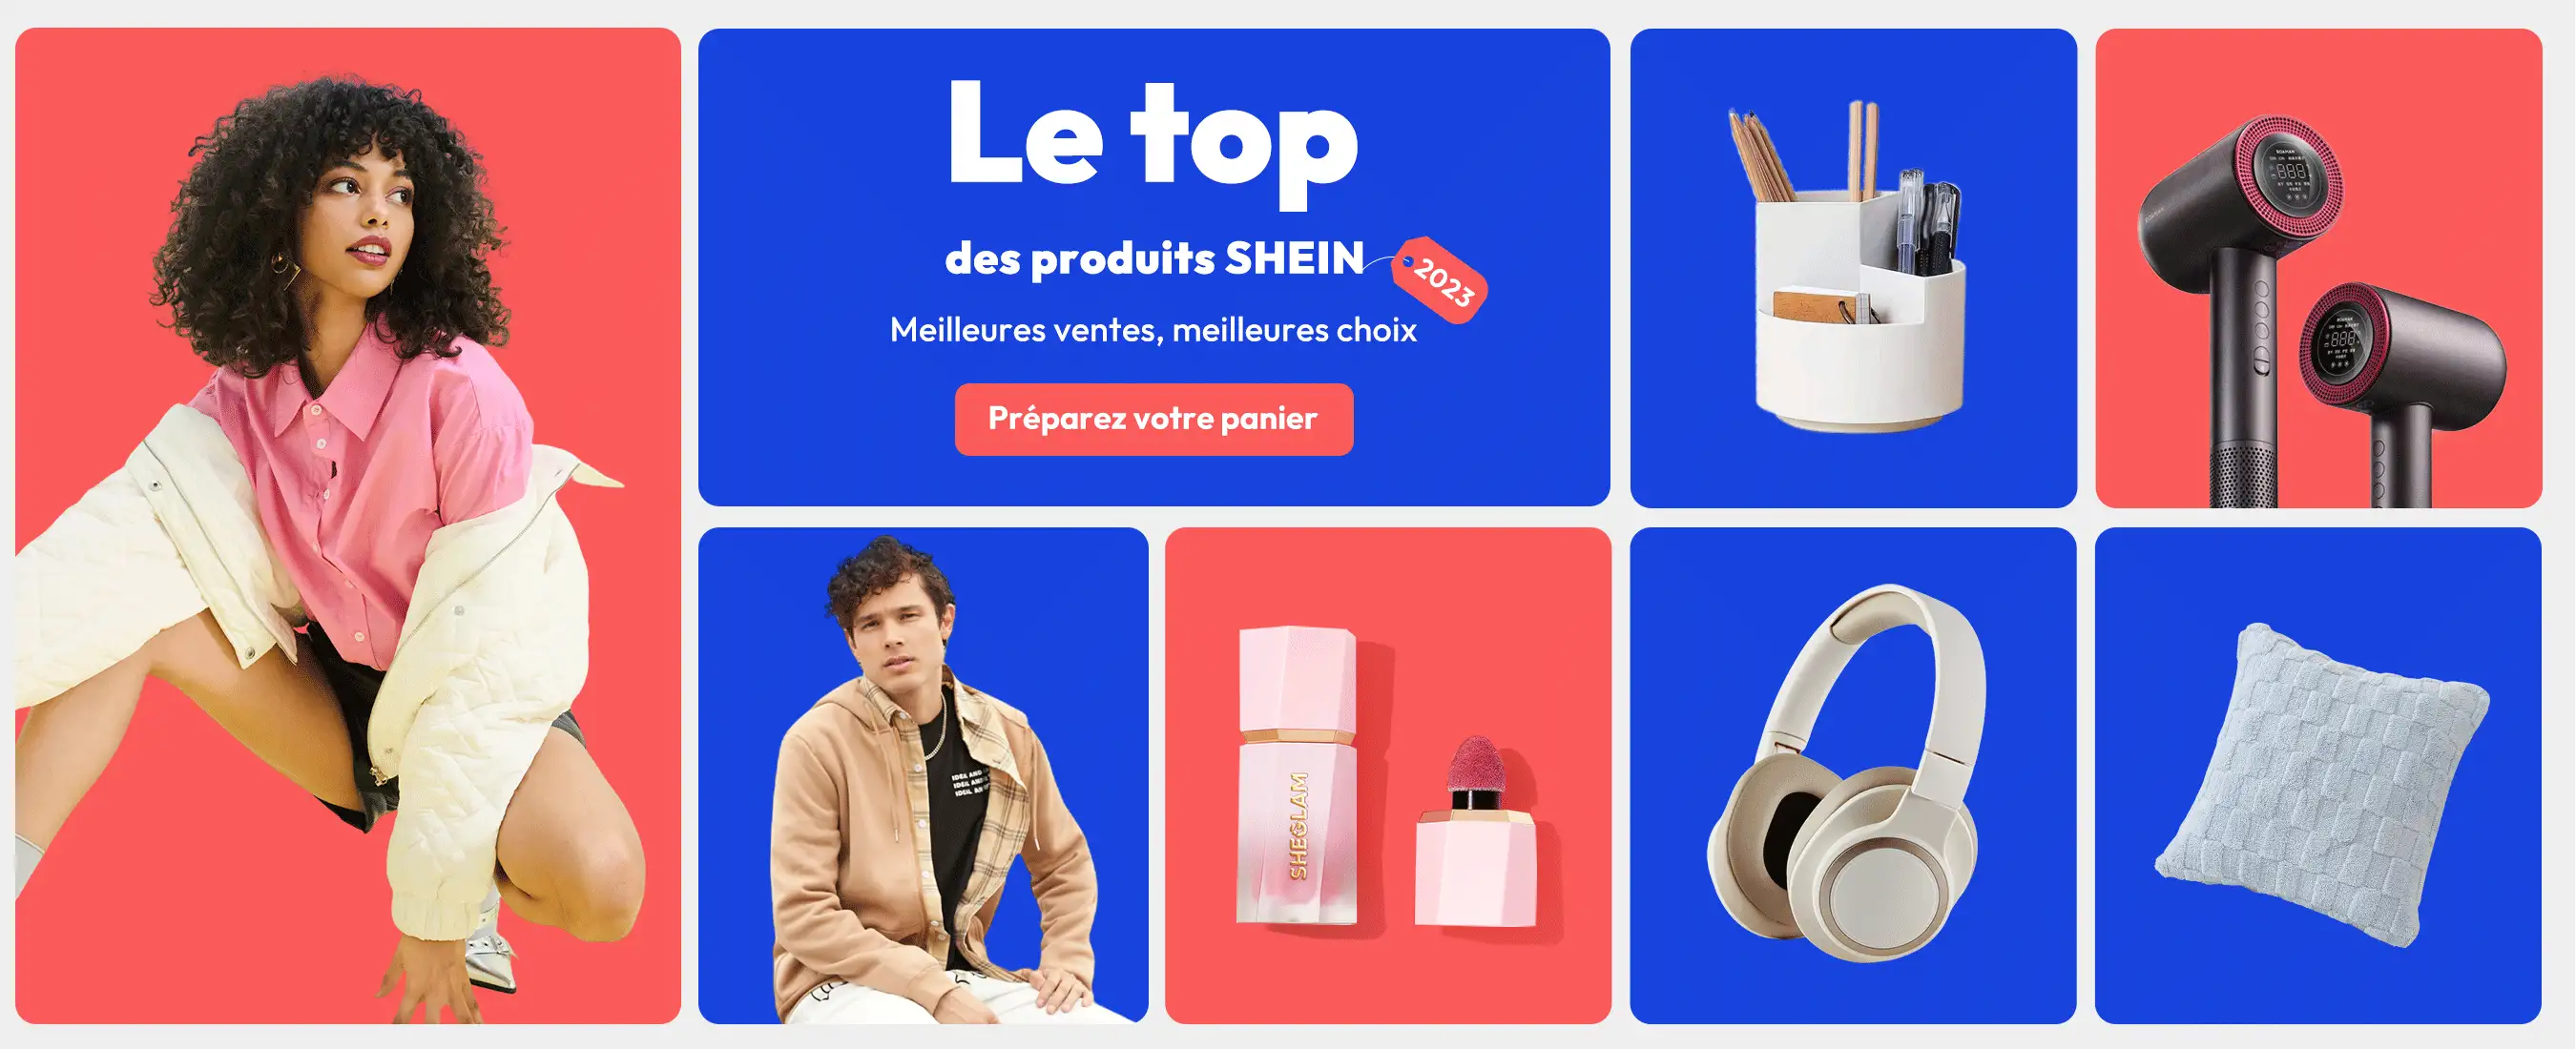 Le top
des produits SHEIN
2023
Meilleures ventes, meilleures choix
Préparez votre panier
SHEGLAM